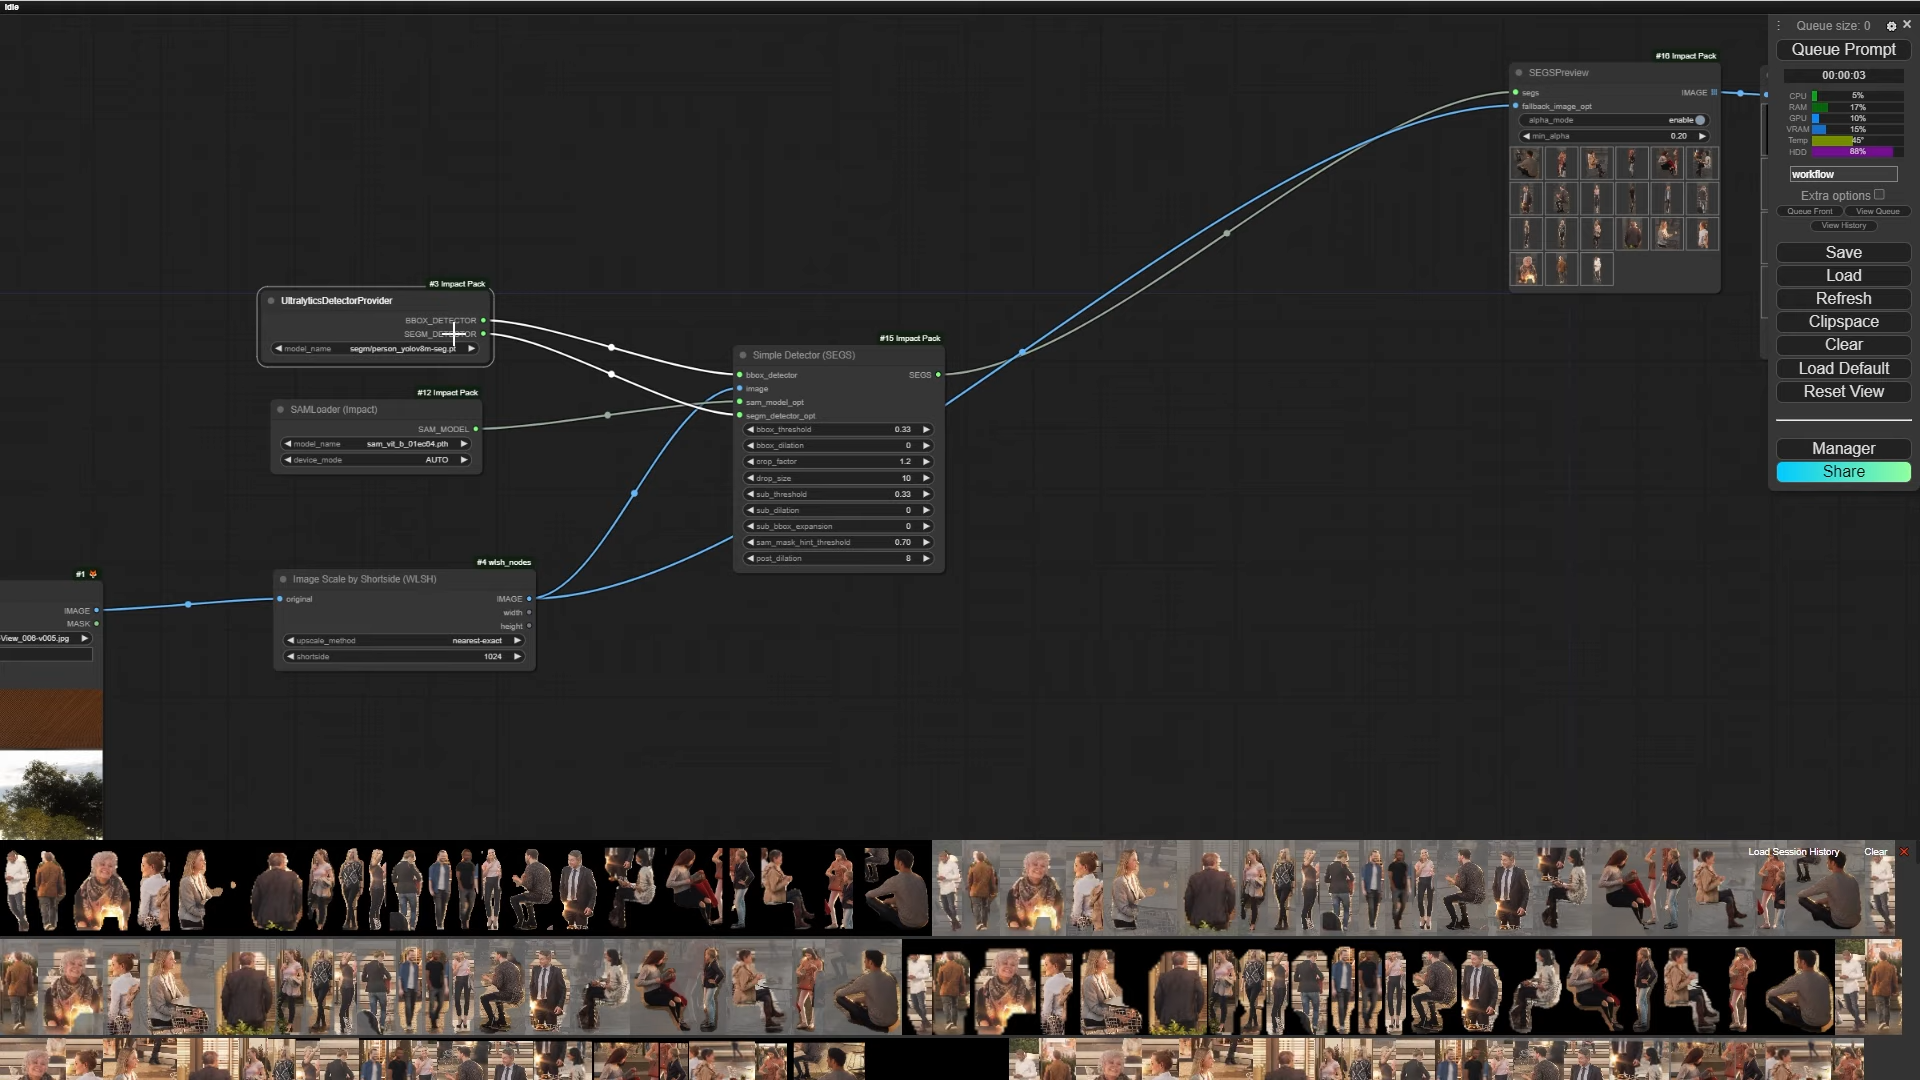 Idle
#16 Impact Pack
SEGSPreview
segs
IMAGE
fallback_image_opt
alpha_mode
enable
min_alpha
0.20
Queue size: 0
Queue Prompt
00:00:03
CPU
5%
RAM
17%
GPU
10%
VRAM
15%
Temp
45°
HDD
88%
workflow
Extra options
Queue Front
View Queue
View History
Save
Load
Refresh
Clipspace
Clear
Load Default
Reset View
Manager
Share
#3 Impact Pack
UltralyticsDetectorProvider
BBOX_DETECTOR
SEGM_DETECTOR
model_name
segm/person_yolov8m-seg.pt
#12 Impact Pack
SAMLoader (Impact)
SAM_MODEL
model_name
sam_vit_b_01ec64.pth
device_mode
AUTO
#15 Impact Pack
Simple Detector (SEGS)
bbox_detector
SEGS
image
sam_model_opt
segm_detector_opt
bbox_threshold
0.33
bbox_dilation
0
crop_factor
1.2
drop_size
10
sub_threshold
0.33
sub_dilation
0
sub_bbox_expansion
0
sam_mask_hint_threshold
0.70
post_dilation
8
#4 wlsh_nodes
Image Scale by Shortside (WLSH)
original
IMAGE
width
height
upscale_method
nearest-exact
shortside
1024
#1
IMAGE
MASK
-View_006-v005.jpg
Load Session History
Clear